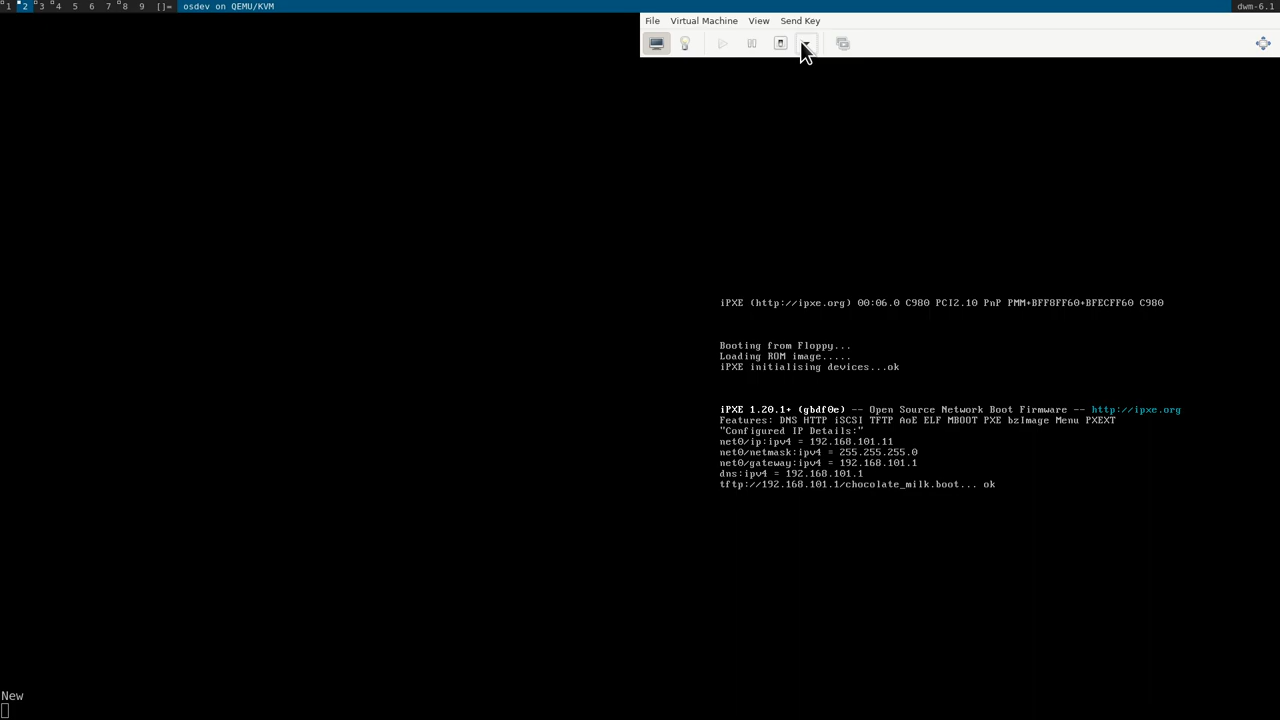 1 2 3 4 5 6 7 8 9 []= osdev on QEMU/KVM dwm-6.1
File Virtual Machine View Send Key
iPXE (http://ipxe.org) 00:06.0 C980 PCI2.10 PnP PMM+BFF8FF60+BFECFF60 C980
Booting from Floppy...
Loading ROM image.....
iPXE initialising devices...ok
iPXE 1.20.1+ (gbdf0e) -- Open Source Network Boot Firmware -- http://ipxe.org
Features: DNS HTTP iSCSI TFTP AoE ELF MBOOT PXE bzImage Menu PXEXT
"Configured IP Details:"
net0/ip:ipv4 = 192.168.101.11
net0/netmask:ipv4 = 255.255.255.0
net0/gateway:ipv4 = 192.168.101.1
dns:ipv4 = 192.168.101.1
tftp://192.168.101.1/chocolate_milk.boot... ok
New